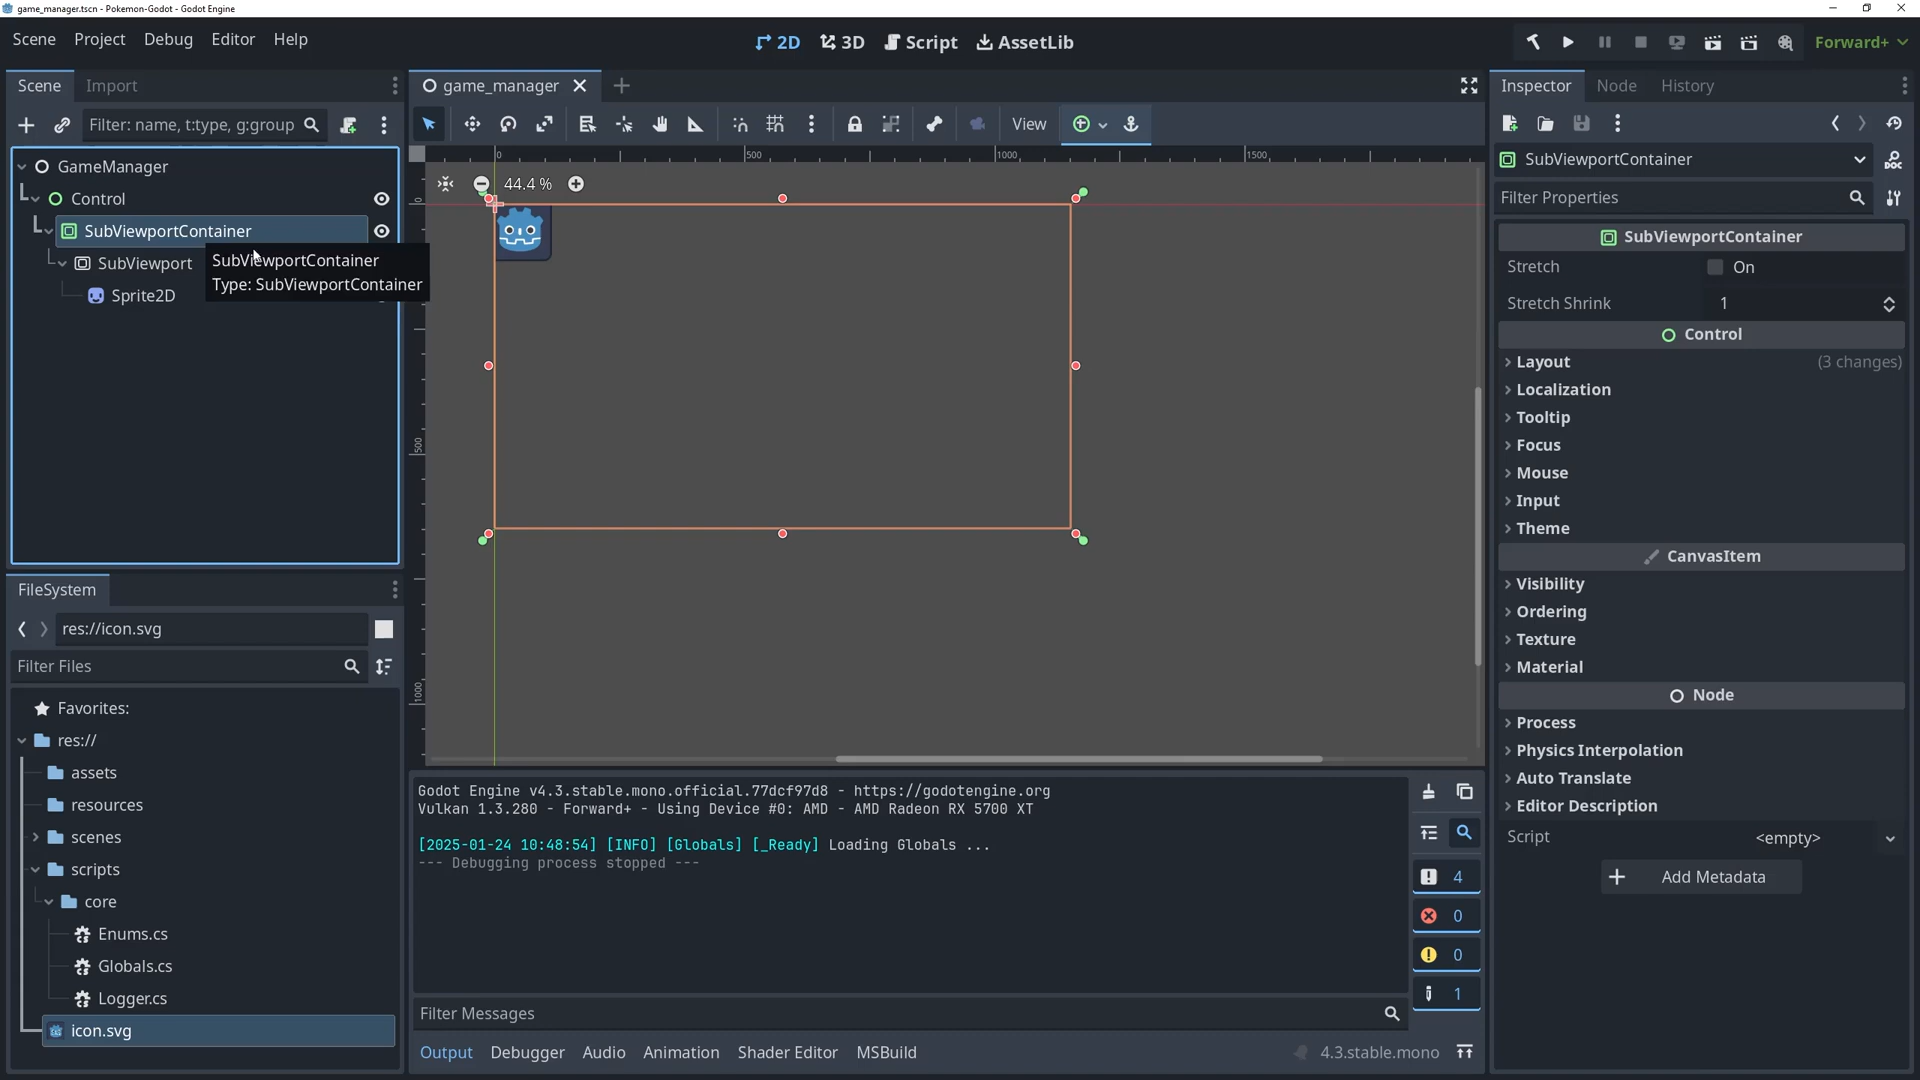 game_manager.tscn - Pokemon-Godot - Godot Engine
Scene Project Debug Editor Help
2D 3D Script AssetLib
Forward+
Scene Import
Filter: name, t:type, g:group
GameManager
Control
SubViewportContainer
SubViewport
Sprite2D
SubViewportContainer
Type: SubViewportContainer
FileSystem
res://icon.svg
Filter Files
Favorites:
res://
assets
resources
scenes
scripts
core
Enums.cs
Globals.cs
Logger.cs
icon.svg
game_manager
View
0 500 1000 1500
44.4 %
0
500
1000
Godot Engine v4.3.stable.mono.official.77dcf97d8 - https://godotengine.org
Vulkan 1.3.280 - Forward+ - Using Device #0: AMD - AMD Radeon RX 5700 XT
[2025-01-24 10:48:54] [INFO] [Globals] [_Ready] Loading Globals ...
--- Debugging process stopped ---
4
0
0
1
Filter Messages
Output Debugger Audio Animation Shader Editor MSBuild
4.3.stable.mono
Inspector Node History
SubViewportContainer
Filter Properties
SubViewportContainer
Stretch On
Stretch Shrink 1
Control
Layout (3 changes)
Localization
Tooltip
Focus
Mouse
Input
Theme
CanvasItem
Visibility
Ordering
Texture
Material
Node
Process
Physics Interpolation
Auto Translate
Editor Description
Script <empty>
Add Metadata